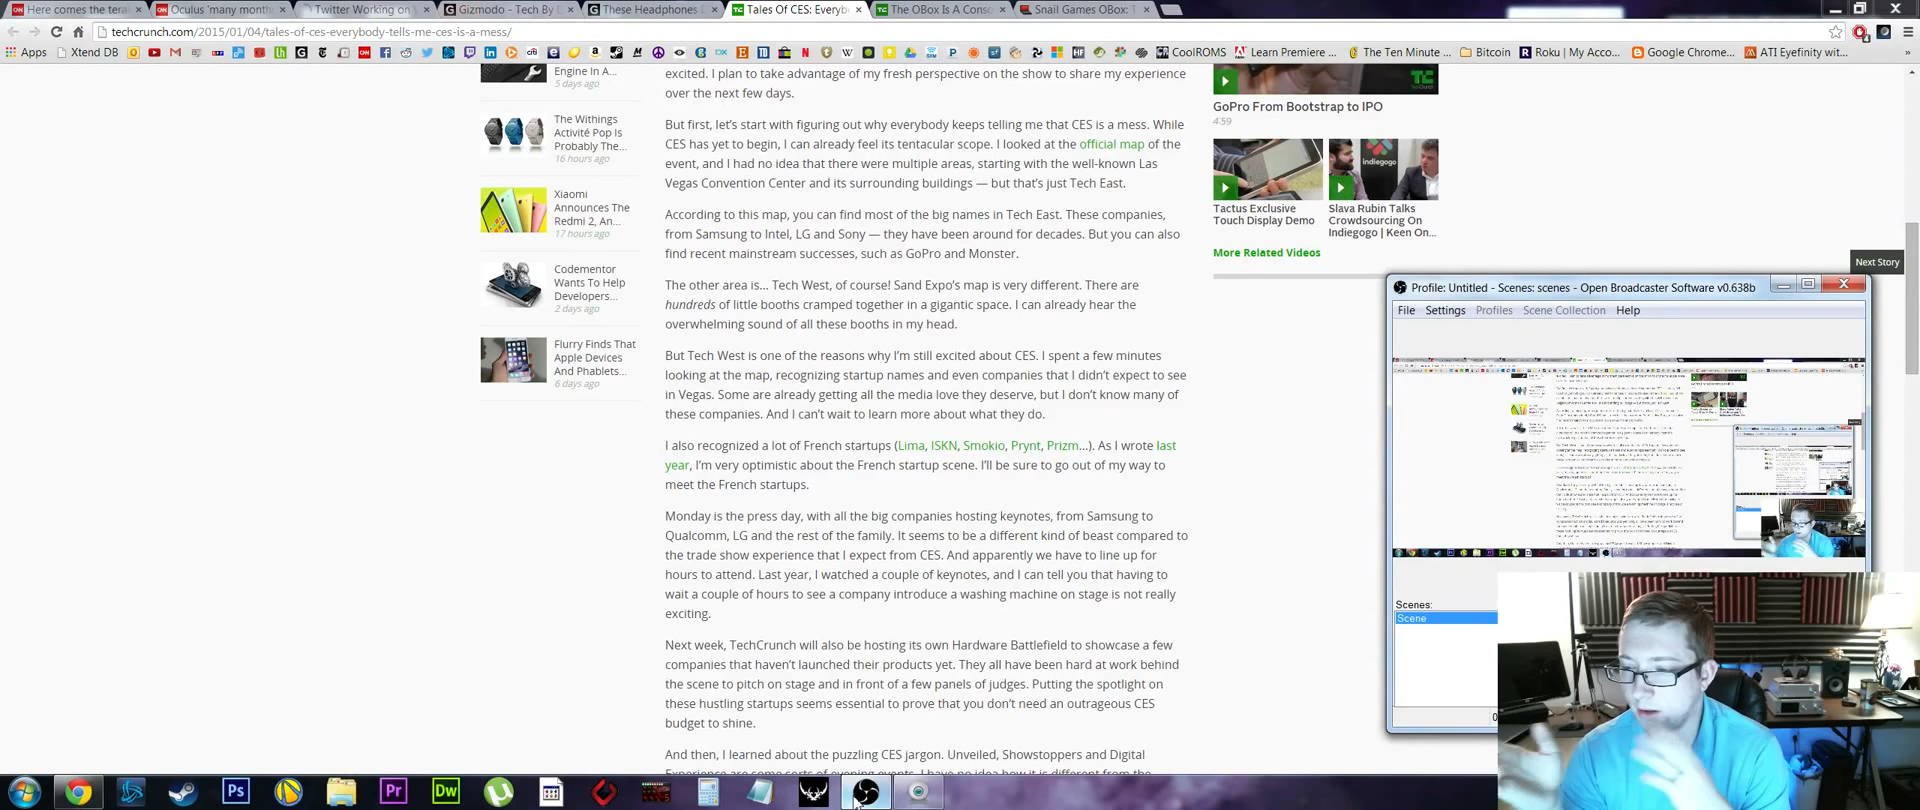 Here comes the tera
Oculus 'many month
Twitter Working on
Gizmodo - Tech By
These Headphones
Tales Of CES: Everyb
The OBox Is A Conso
Snail Games OBox: T
techcrunch.com/2015/01/04/tales-of-ces-everybody-tells-me-ces-is-a-mess/
Apps
Xtend DB
CoolROMS
Learn Premiere ...
The Ten Minute ...
Bitcoin
Roku | My Acco...
Google Chrome...
ATI Eyefinity wit...
Engine In A...
5 days ago
The Withings
Activité Pop Is
Probably The...
16 hours ago
Xiaomi
Announces The
Redmi 2, An...
17 hours ago
Codementor
Wants To Help
Developers...
2 days ago
Flurry Finds That
Apple Devices
And Phablets...
6 days ago
excited. I plan to take advantage of my fresh perspective on the show to share my experience
over the next few days.
But first, let's start with figuring out why everybody keeps telling me that CES is a mess. While
CES has yet to begin, I can already feel its tentacular scope. I looked at the official map of the
event, and I had no idea that there were multiple areas, starting with the well-known Las
Vegas Convention Center and its surrounding buildings — but that's just Tech East.
According to this map, you can find most of the big names in Tech East. These companies,
from Samsung to Intel, LG and Sony — they have been around for decades. But you can also
find recent mainstream successes, such as GoPro and Monster.
The other area is... Tech West, of course! Sand Expo's map is very different. There are
hundreds of little booths cramped together in a gigantic space. I can already hear the
overwhelming sound of all these booths in my head.
But Tech West is one of the reasons why I'm still excited about CES. I spent a few minutes
looking at the map, recognizing startup names and even companies that I didn't expect to see
in Vegas. Some are already getting all the media love they deserve, but I don't know many of
these companies. And I can't wait to learn more about what they do.
I also recognized a lot of French startups (Lima, ISKN, Smokio, Prynt, Prizm...). As I wrote last
year, I'm very optimistic about the French startup scene. I'll be sure to go out of my way to
meet the French startups.
Monday is the press day, with all the big companies hosting keynotes, from Samsung to
Qualcomm, LG and the rest of the family. It seems to be a different kind of beast compared to
the trade show experience that I expect from CES. And apparently we have to line up for
hours to attend. Last year, I watched a couple of keynotes, and I can tell you that having to
wait a couple of hours to see a company introduce a washing machine on stage is not really
exciting.
Next week, TechCrunch will also be hosting its own Hardware Battlefield to showcase a few
companies that haven't launched their products yet. They all have been hard at work behind
the scene to pitch on stage and in front of a few panels of judges. Putting the spotlight on
these hustling startups seems essential to prove that you don't need an outrageous CES
budget to shine.
And then, I learned about the puzzling CES jargon. Unveiled, Showstoppers and Digital
Experience are some sorts of evening events. I have no idea how it is different from the
GoPro From Bootstrap to IPO
4:59
Tactus Exclusive
Touch Display Demo
Slava Rubin Talks
Crowdsourcing On
Indiegogo | Keen On...
More Related Videos
Next Story
Profile: Untitled - Scenes: scenes - Open Broadcaster Software v0.638b
File
Settings
Profiles
Scene Collection
Help
Scenes:
Scene
Ps
Pr
Dw